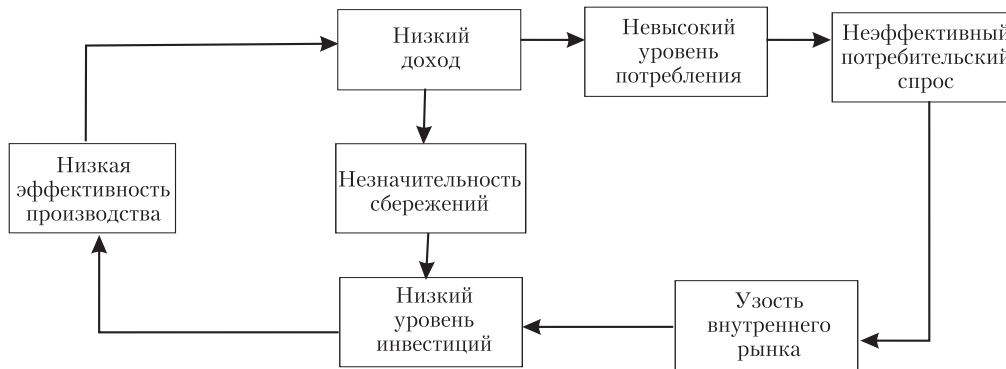 Низкий
доход
Невысокий
уровень
потребления
Неэффективный
потребительский
спрос
Низкая
эффективность
производства
Незначительность
сбережений
Низкий
уровень
инвестиций
Узость
внутреннего
рынка